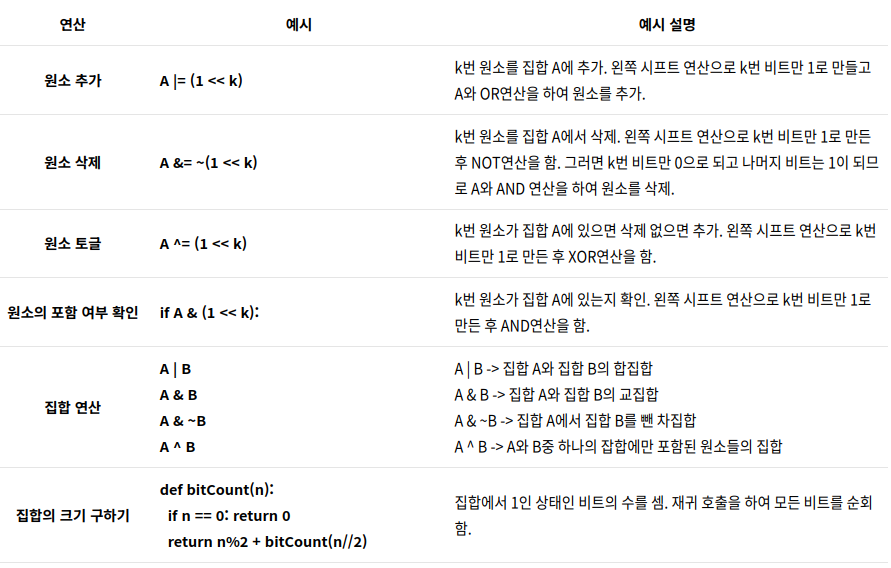 연산 예시 예시 설명
원소 추가 A |= (1 << k) k번 원소를 집합 A에 추가. 왼쪽 시프트 연산으로 k번 비트만 1로 만들고
A와 OR연산을 하여 원소를 추가.
원소 삭제 A &= ~(1 << k) k번 원소를 집합 A에서 삭제. 왼쪽 시프트 연산으로 k번 비트만 1로 만든
후 NOT연산을 함. 그러면 k번 비트만 0으로 되고 나머지 비트는 1이 되므
로 A와 AND 연산을 하여 원소를 삭제.
원소 토글 A ^= (1 << k) k번 원소가 집합 A에 있으면 삭제 없으면 추가. 왼쪽 시프트 연산으로 k번
비트만 1로 만든 후 XOR연산을 함.
원소의 포함 여부 확인 if A & (1 << k): k번 원소가 집합 A에 있는지 확인. 왼쪽 시프트 연산으로 k번 비트만 1로
만든 후 AND연산을 함.
집합 연산
A | B A | B -> 집합 A와 집합 B의 합집합
A & B A & B -> 집합 A와 집합 B의 교집합
A & ~B A & ~B -> 집합 A에서 집합 B를 뺀 차집합
A ^ B A ^ B -> A와 B중 하나의 집합에만 포함된 원소들의 집합
집합의 크기 구하기
def bitCount(n):
if n == 0: return 0
return n%2 + bitCount(n//2)
집합에서 1인 상태인 비트의 수를 셈. 재귀 호출을 하여 모든 비트를 순회
함.